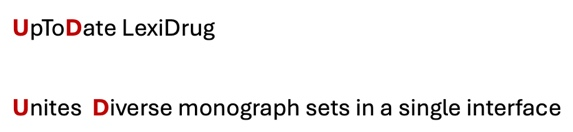 UpToDate LexiDrug
Unites Diverse monograph sets in a single interface